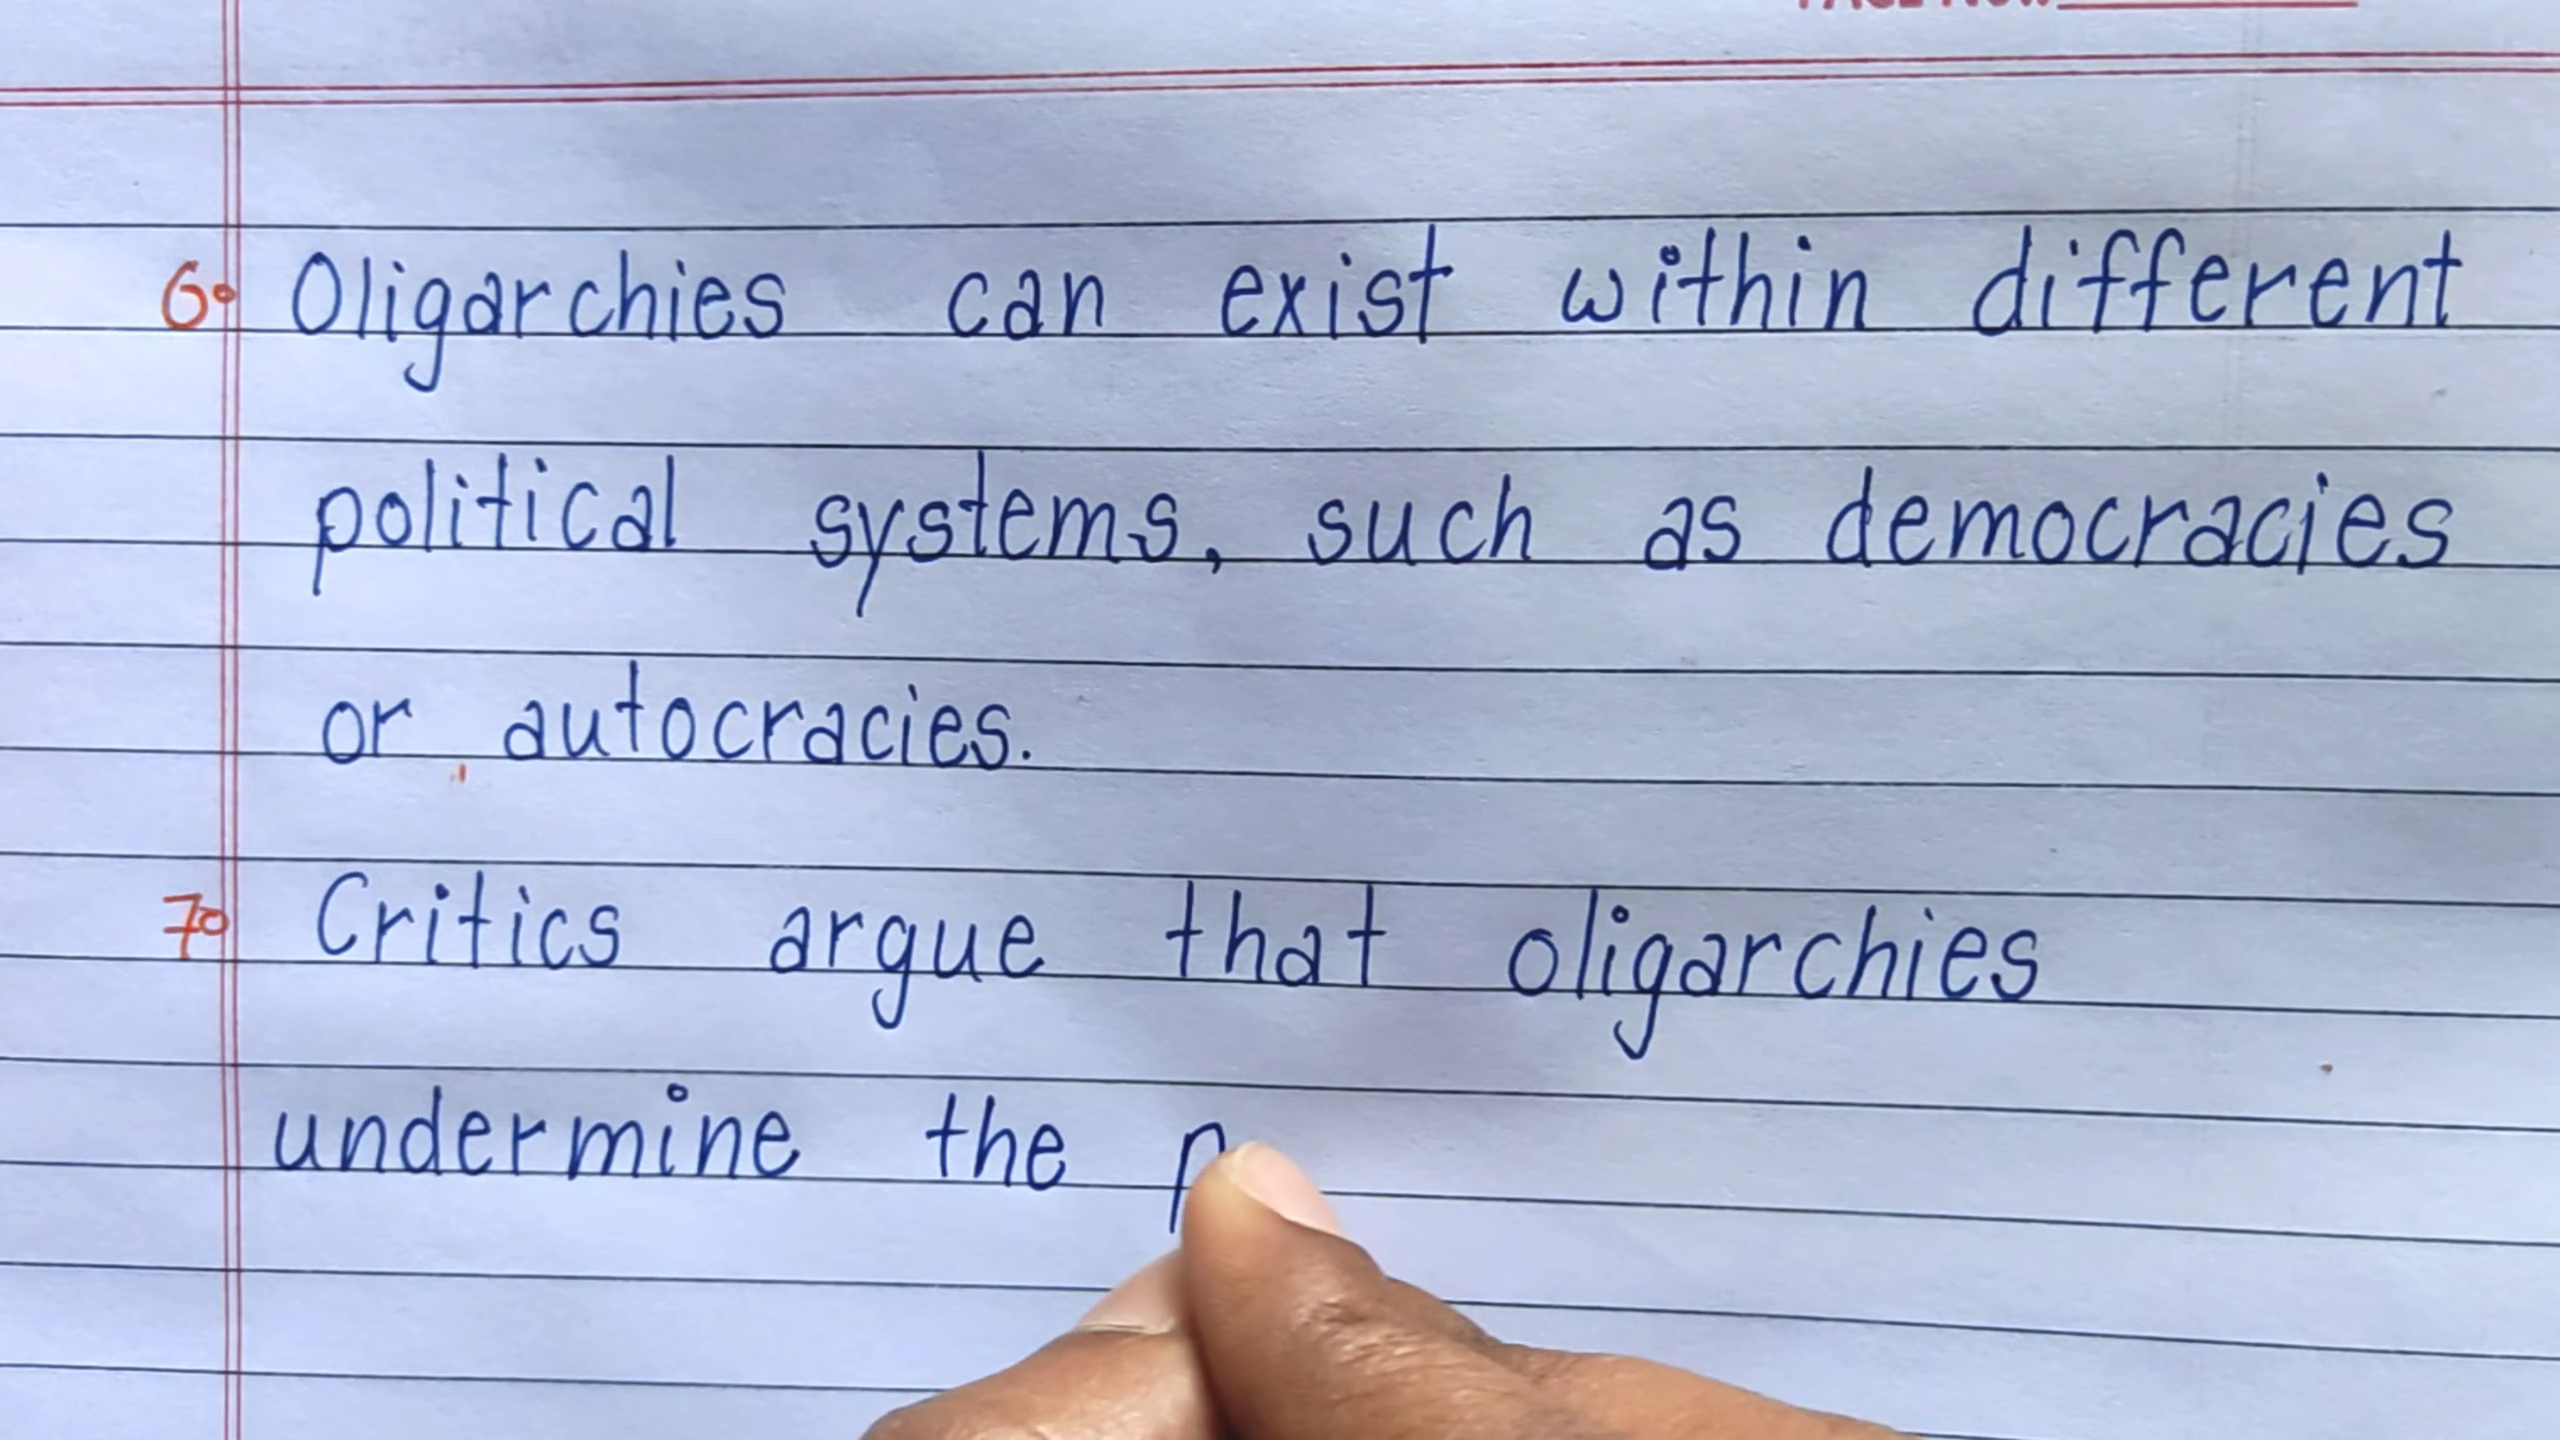 6. Oligarchies can exist within different
political systems, such as democracies
or autocracies.
7. Critics argue that oligarchies
undermine the p